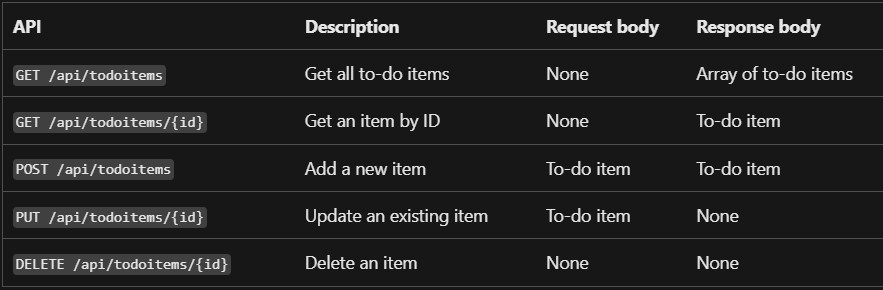 API Description Request body Response body
GET /api/todoitems Get all to-do items None Array of to-do items
GET /api/todoitems/{id} Get an item by ID None To-do item
POST /api/todoitems Add a new item To-do item To-do item
PUT /api/todoitems/{id} Update an existing item To-do item None
DELETE /api/todoitems/{id} Delete an item None None